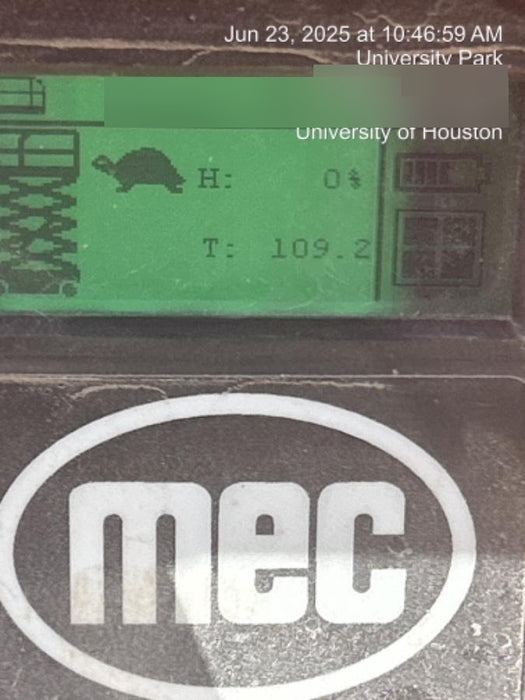 Jun 23, 2025 at 10:46:59 AM
University Park
University of Houston
H: 0%
T: 109.2
mec